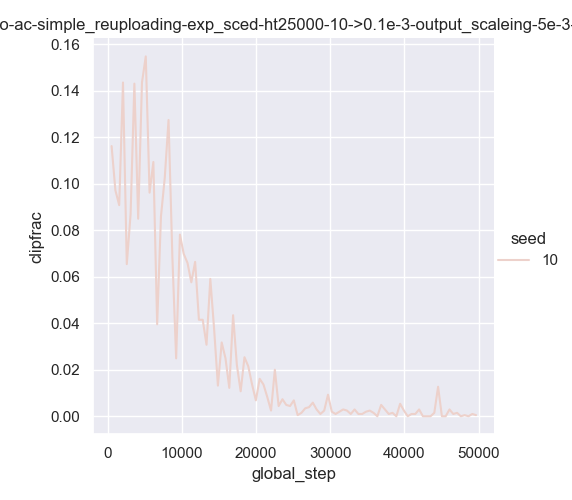 o-ac-simple_reuploading-exp_sced-ht25000-10->0.1e-3-output_scaleing-5e-3-
0.16
0.14
0.12
0.10
0.08
0.06
0.04
0.02
0.00
clipfrac
0 10000 20000 30000 40000 50000
global_step
seed
10